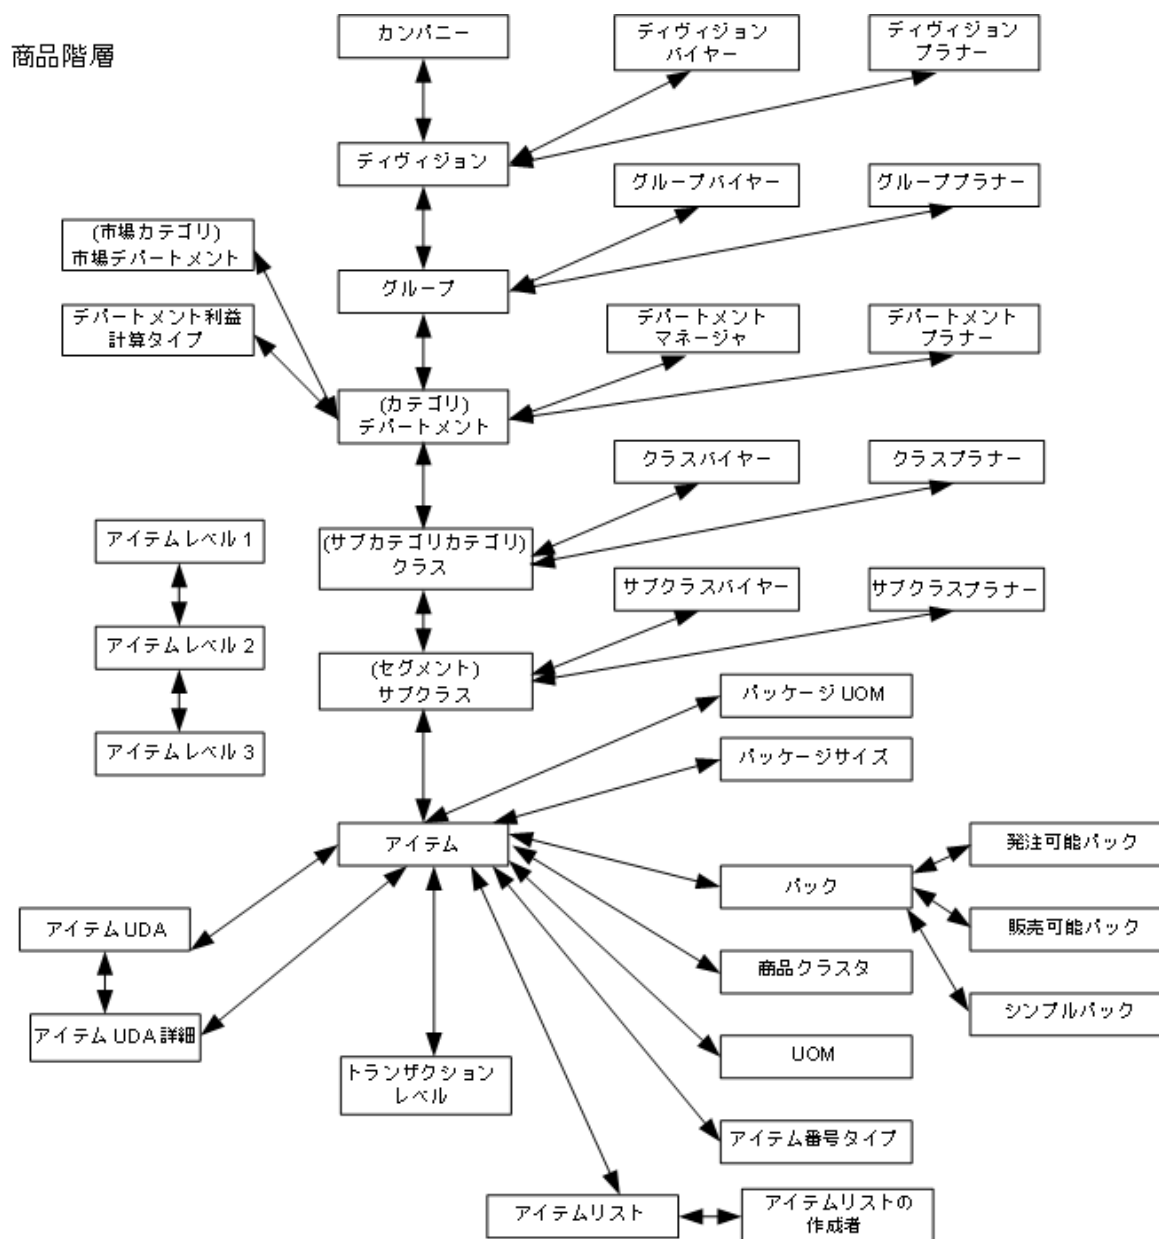 商品階層
カンパニー
ディヴィジョン
バイヤー
ディヴィジョン
プラナー
ディヴィジョン
グループバイヤー
グループプラナー
(市場カテゴリ)
市場デパートメント
グループ
デパートメント利益
計算タイプ
デパートメント
マネージャ
デパートメント
プラナー
(カテゴリ)
デパートメント
クラスバイヤー
クラスプラナー
アイテムレベル 1
(サブカテゴリカテゴリ)
クラス
サブクラスバイヤー
サブクラスプラナー
アイテムレベル 2
(セグメント)
サブクラス
パッケージ UOM
アイテムレベル 3
パッケージサイズ
アイテム
発注可能パック
パック
アイテム UDA
販売可能パック
商品クラスタ
シンプルパック
アイテム UDA 詳細
UOM
トランザクション
レベル
アイテム番号タイプ
アイテムリスト
アイテムリストの
作成者